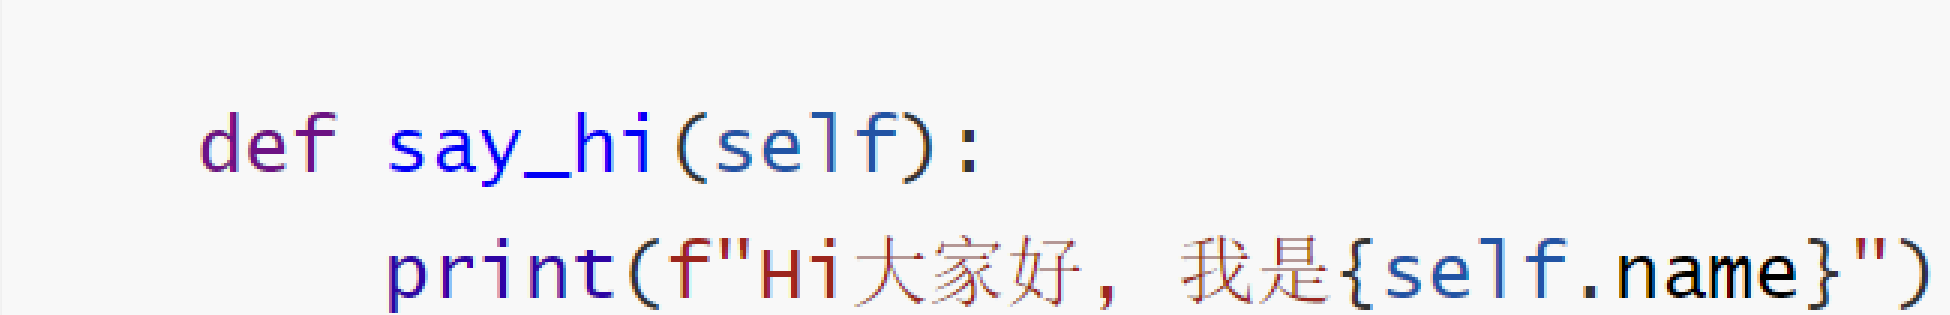 def say_hi(self):
    print(f"Hi大家好, 我是{self.name}")